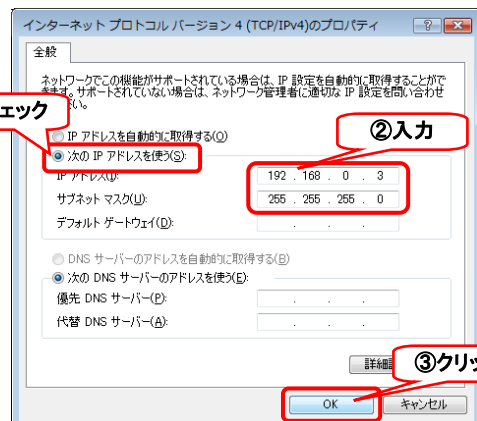 インターネット プロトコル バージョン 4 (TCP/IPv4)のプロパティ
全般
ネットワークでこの機能がサポートされている場合は、IP 設定を自動的に取得することがで
きます。サポートされていない場合は、ネットワーク管理者に適切な IP 設定を問い合わせ
い。
ェック
IP アドレスを自動的に取得する(O)
②入力
次の IP アドレスを使う(S):
IP アドレス(I):
192 . 168 . 0 . 3
サブネット マスク(U):
255 . 255 . 255 . 0
デフォルト ゲートウェイ(D):
. . .
DNS サーバーのアドレスを自動的に取得する(B)
次の DNS サーバーのアドレスを使う(E):
優先 DNS サーバー(P):
. . .
代替 DNS サーバー(A):
. . .
詳細
③クリッ
OK
キャンセル